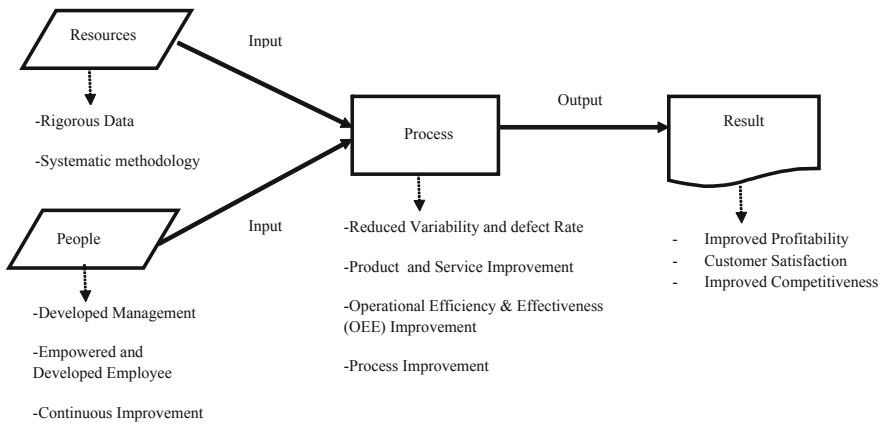 Resources
Input
-Rigorous Data
-Systematic methodology
People
Input
-Developed Management
-Empowered and
Developed Employee
-Continuous Improvement
Process
-Reduced Variability and defect Rate
-Product and Service Improvement
-Operational Efficiency & Effectiveness
(OEE) Improvement
-Process Improvement
Output
Result
- Improved Profitability
- Customer Satisfaction
- Improved Competitiveness